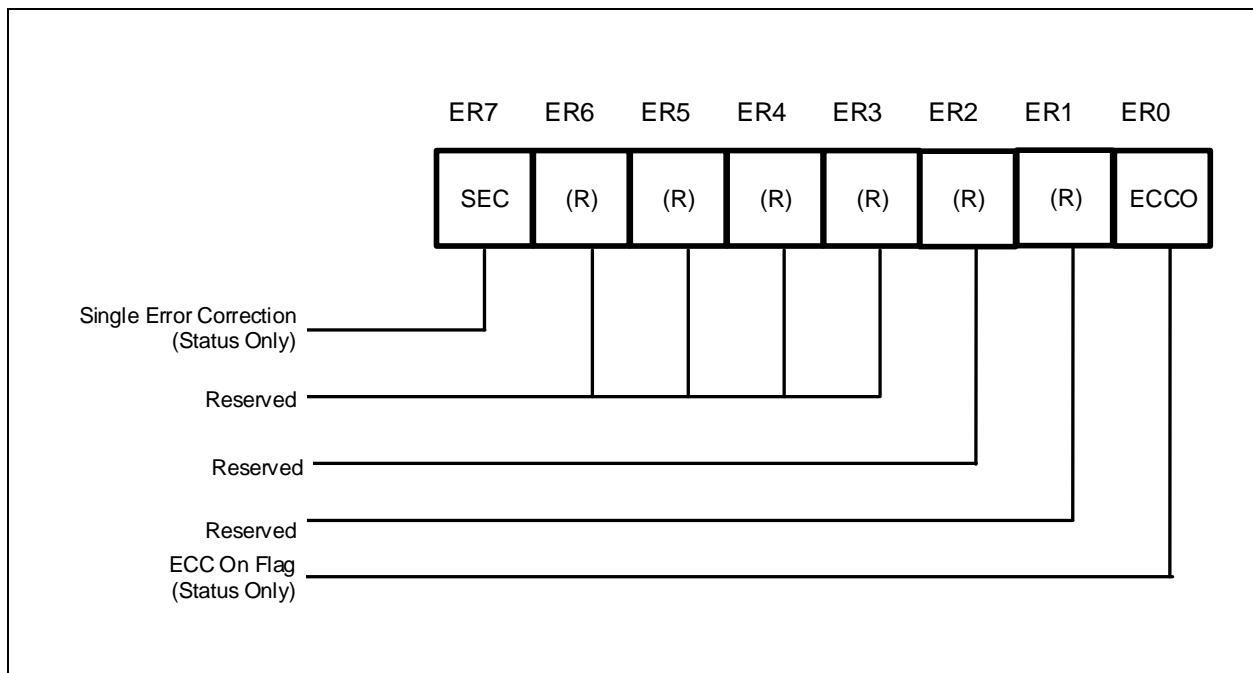 ER7 ER6 ER5 ER4 ER3 ER2 ER1 ER0
SEC (R) (R) (R) (R) (R) (R) ECCO
Single Error Correction
(Status Only)
Reserved
Reserved
Reserved
ECC On Flag
(Status Only)